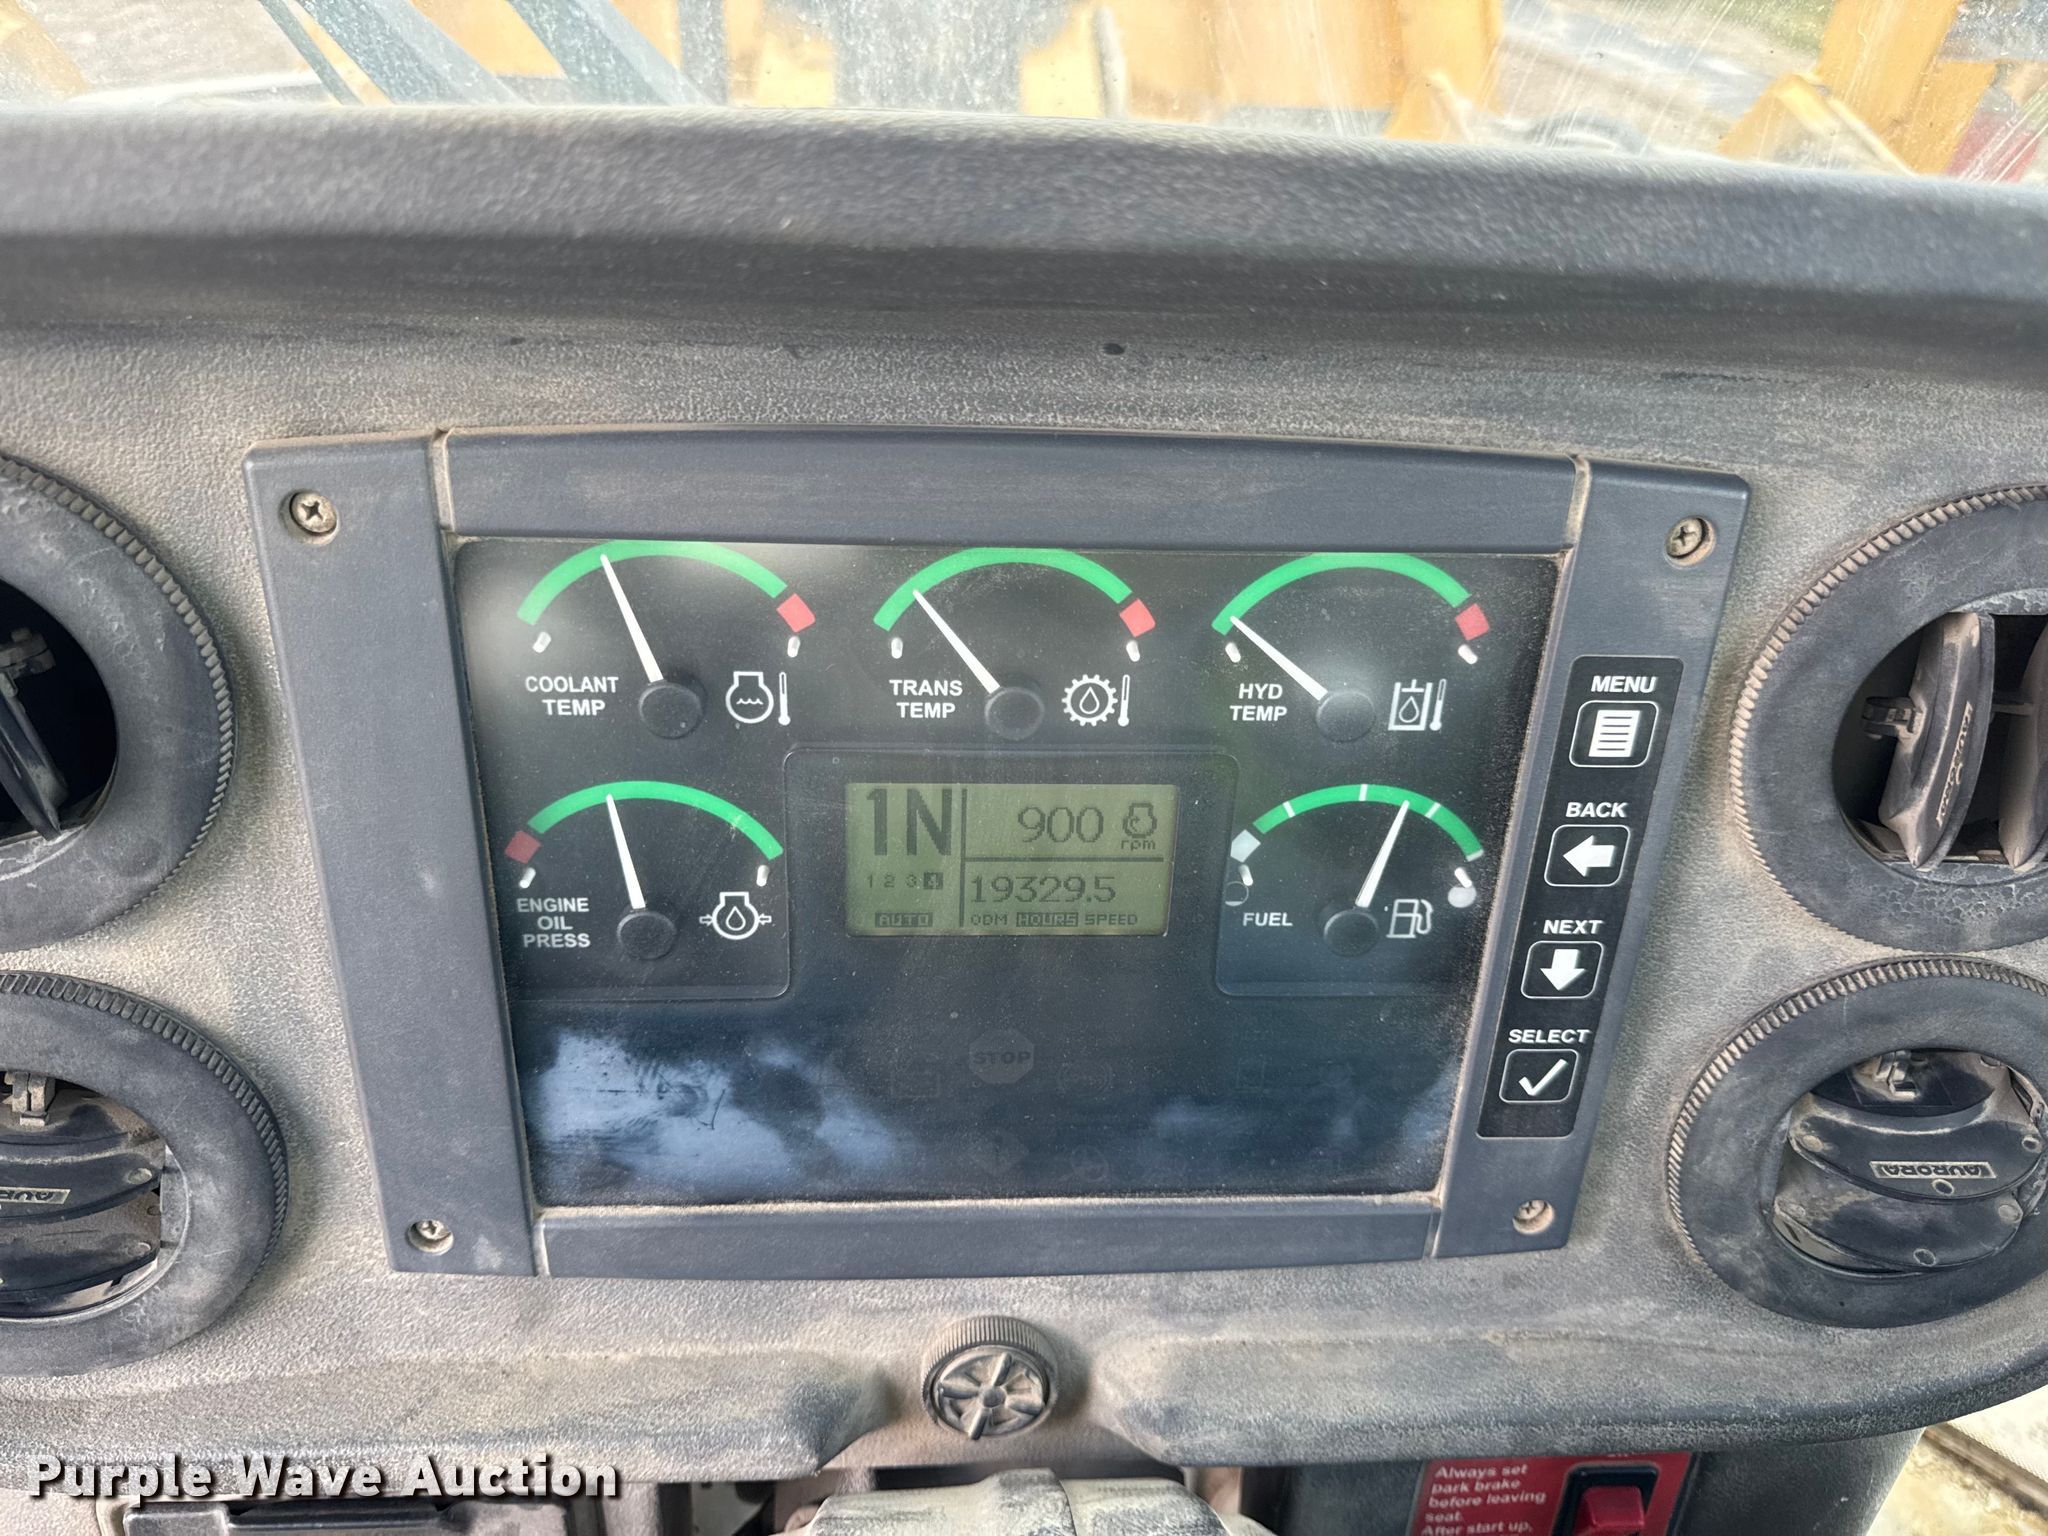 COOLANT
TEMP
TRANS
TEMP
HYD
TEMP
MENU
1N
900
rpm
BACK
1 2 3 4
19329.5
AUTO
ODM HOURS SPEED
ENGINE
OIL
PRESS
FUEL
NEXT
STOP
SELECT
AURORA
AURORA
Always set
park brake
before leaving
seat.
After start up,
Purple Wave Auction